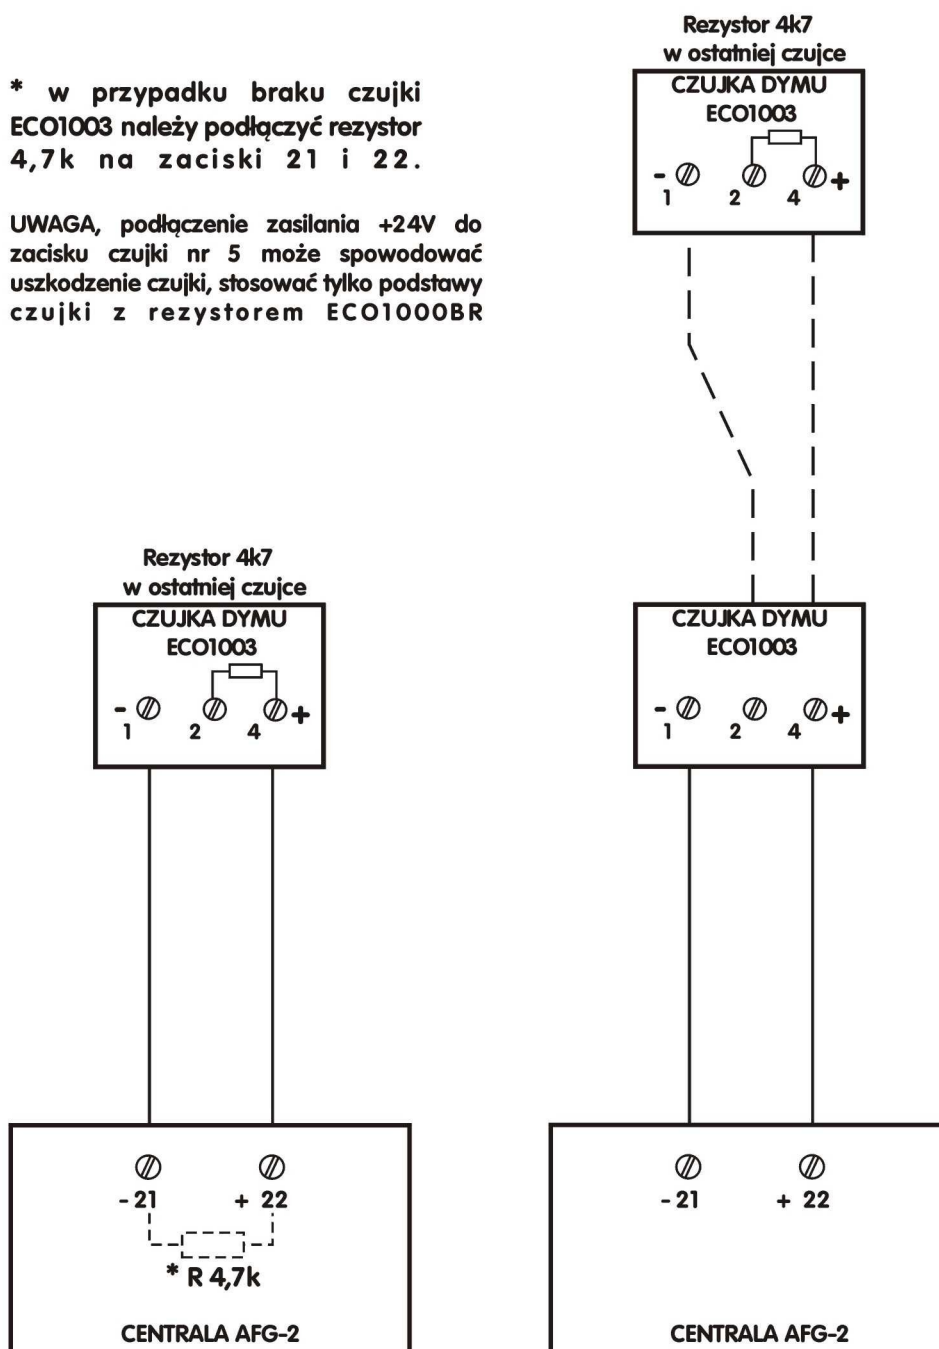 * w przypadku braku czujki
ECO1003 należy podłączyć rezystor
4,7k na zaciski 21 i 22.
UWAGA, podłączenie zasilania +24V do
zacisku czujki nr 5 może spowodować
uszkodzenie czujki, stosować tylko podstawy
czujki z rezystorem ECO1000BR
Rezystor 4k7
w ostatniej czujce
CZUJKA DYMU
ECO1003
- +
1 2 4
Rezystor 4k7
w ostatniej czujce
CZUJKA DYMU
ECO1003
- +
1 2 4
CZUJKA DYMU
ECO1003
- +
1 2 4
- 21 + 22
* R 4,7k
CENTRALA AFG-2
- 21 + 22
CENTRALA AFG-2